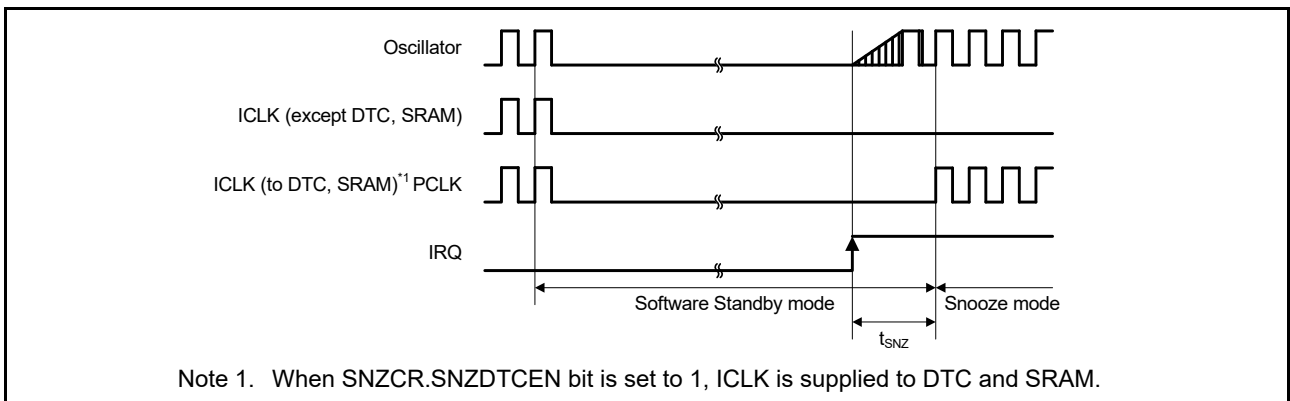 Oscillator
ICLK (except DTC, SRAM)
ICLK (to DTC, SRAM)*1 PCLK
IRQ
Software Standby mode
Snooze mode
tSNZ
Note 1. When SNZCR.SNZDTCEN bit is set to 1, ICLK is supplied to DTC and SRAM.